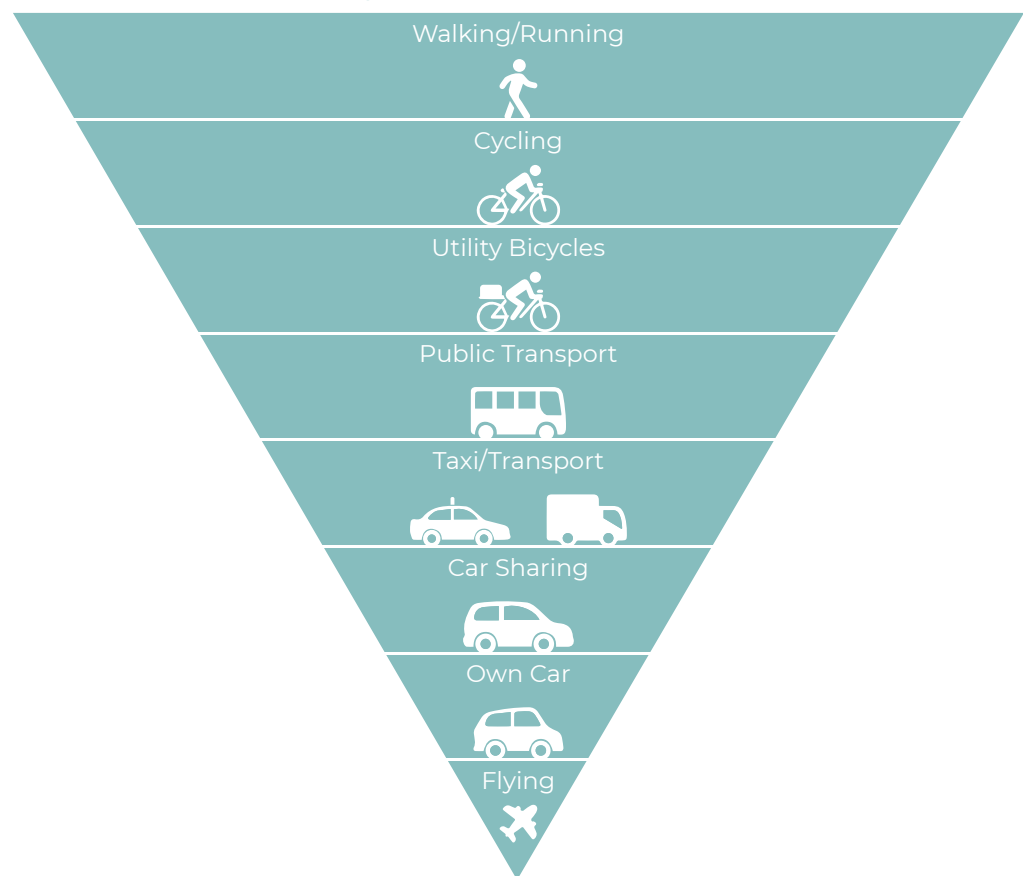 Walking/Running
Cycling
Utility Bicycles
Public Transport
Taxi/Transport
Car Sharing
Own Car
Flying